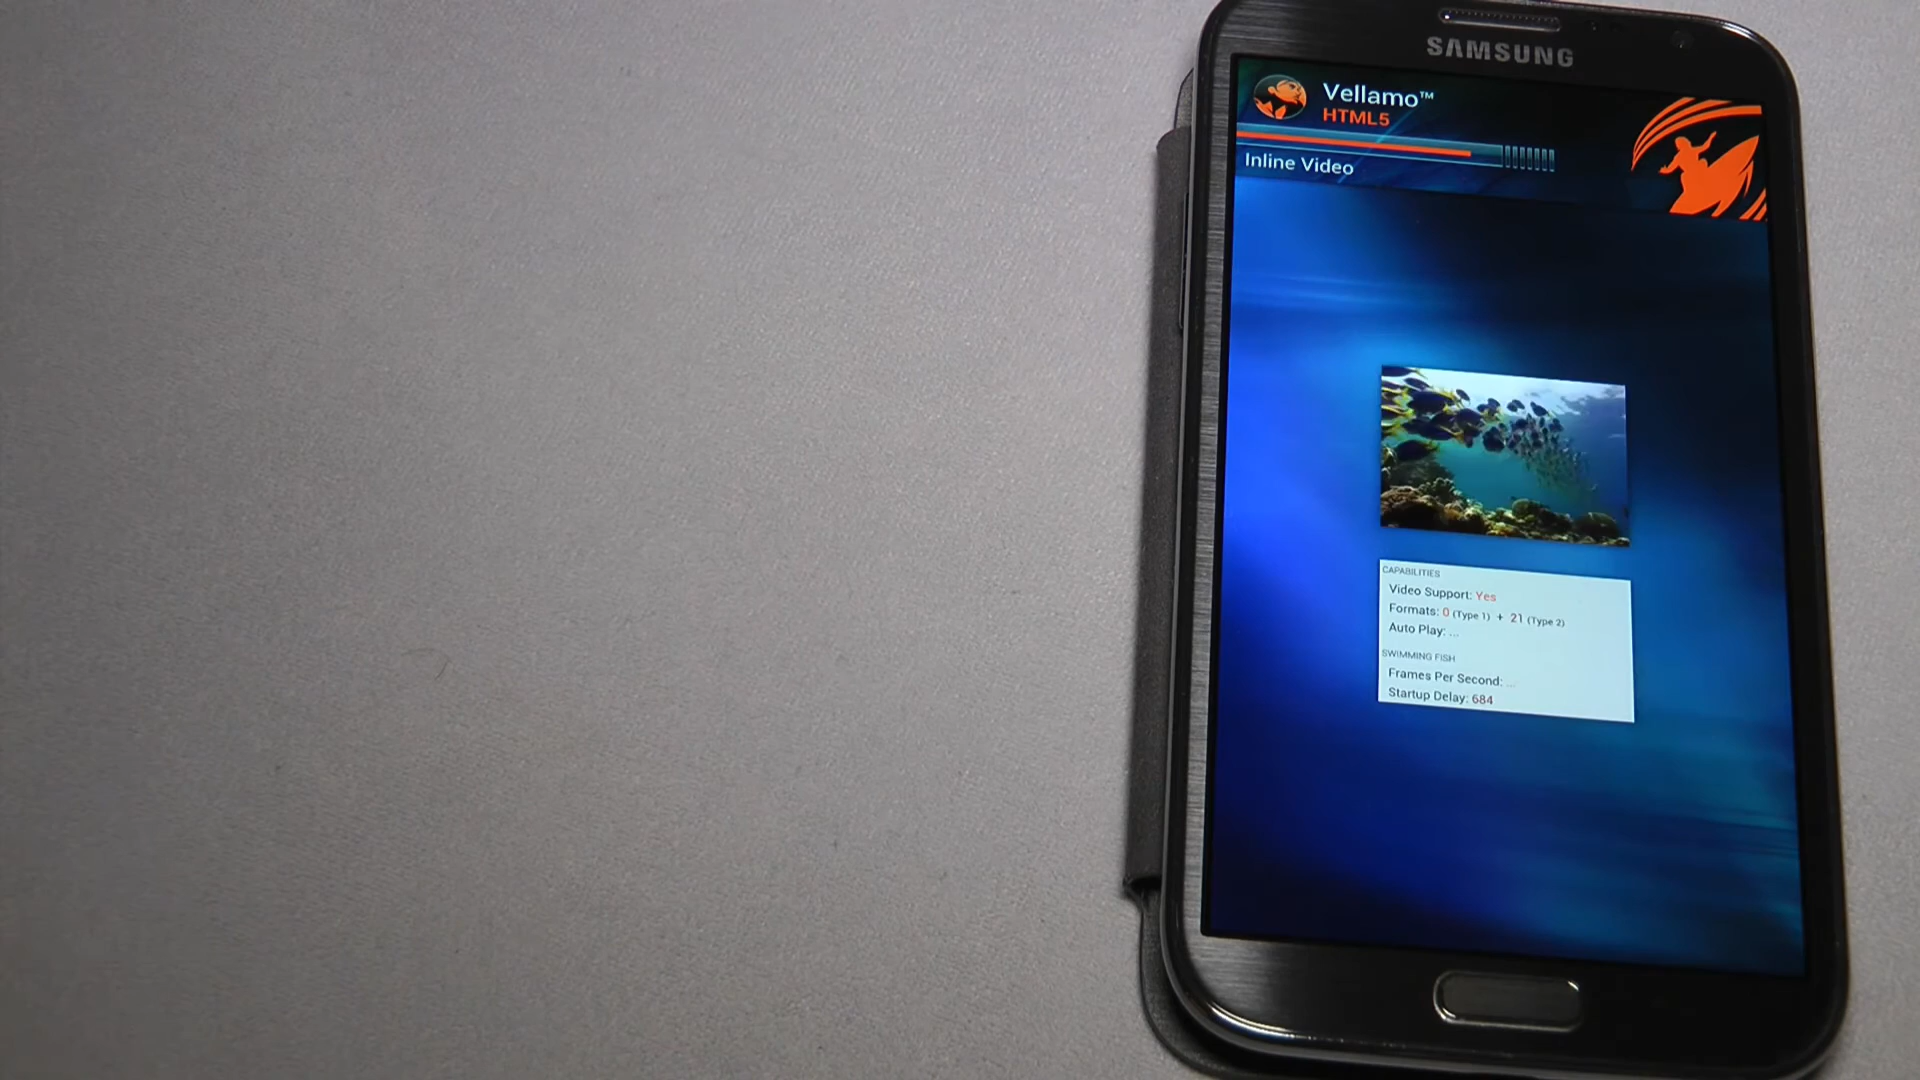 SAMSUNG
Vellamo™
HTML5
Inline Video
CAPABILITIES
Video Support: Yes
Formats: 0 (Type 1) + 21 (Type 2)
Auto Play: ...
SWIMMING FISH
Frames Per Second: ...
Startup Delay: 684